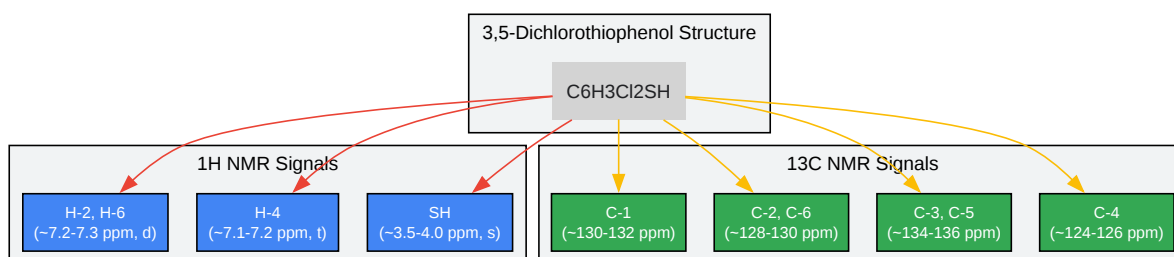 3,5-Dichlorothiophenol Structure
C6H3Cl2SH
1H NMR Signals
13C NMR Signals
H-2, H-6
(~7.2-7.3 ppm, d)
H-4
(~7.1-7.2 ppm, t)
SH
(~3.5-4.0 ppm, s)
C-1
(~130-132 ppm)
C-2, C-6
(~128-130 ppm)
C-3, C-5
(~134-136 ppm)
C-4
(~124-126 ppm)